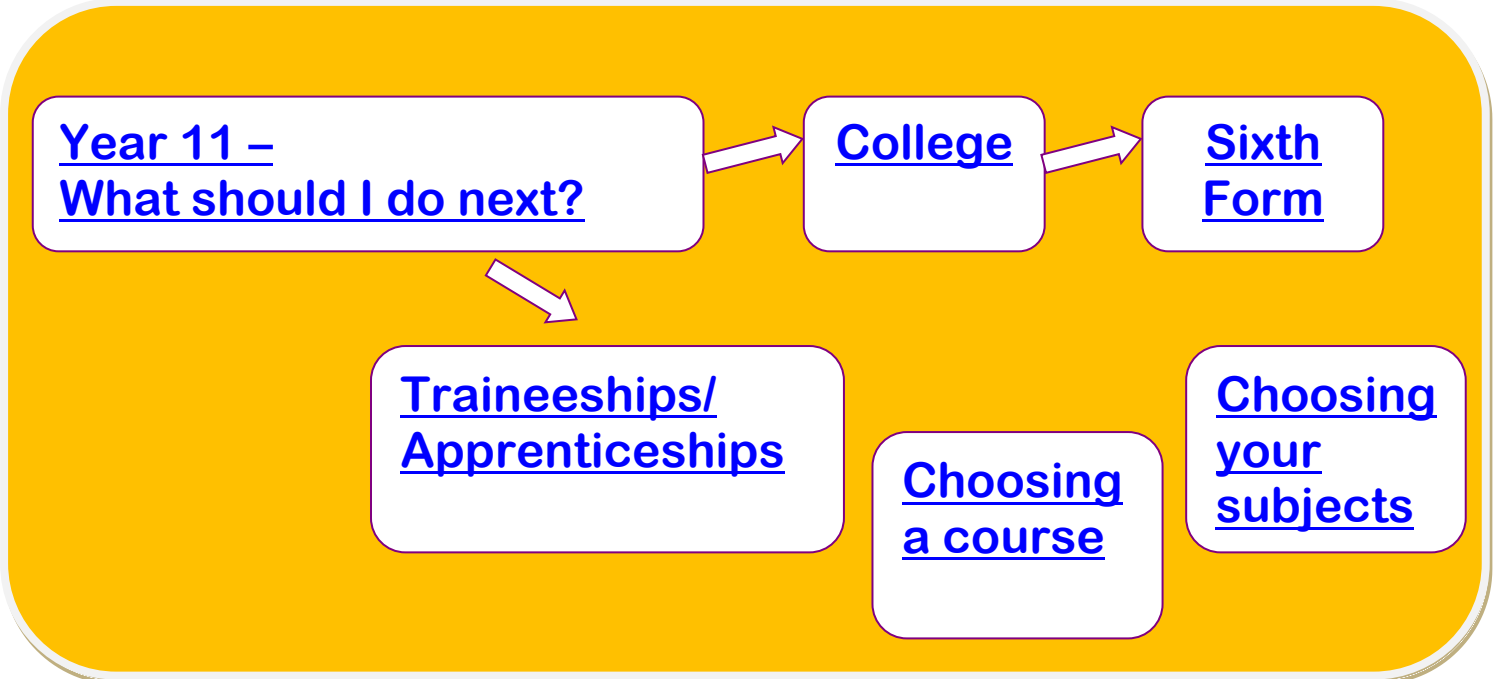 Year 11 –
What should I do next?
College
Sixth
Form
Traineeships/
Apprenticeships
Choosing
a course
Choosing
your
subjects